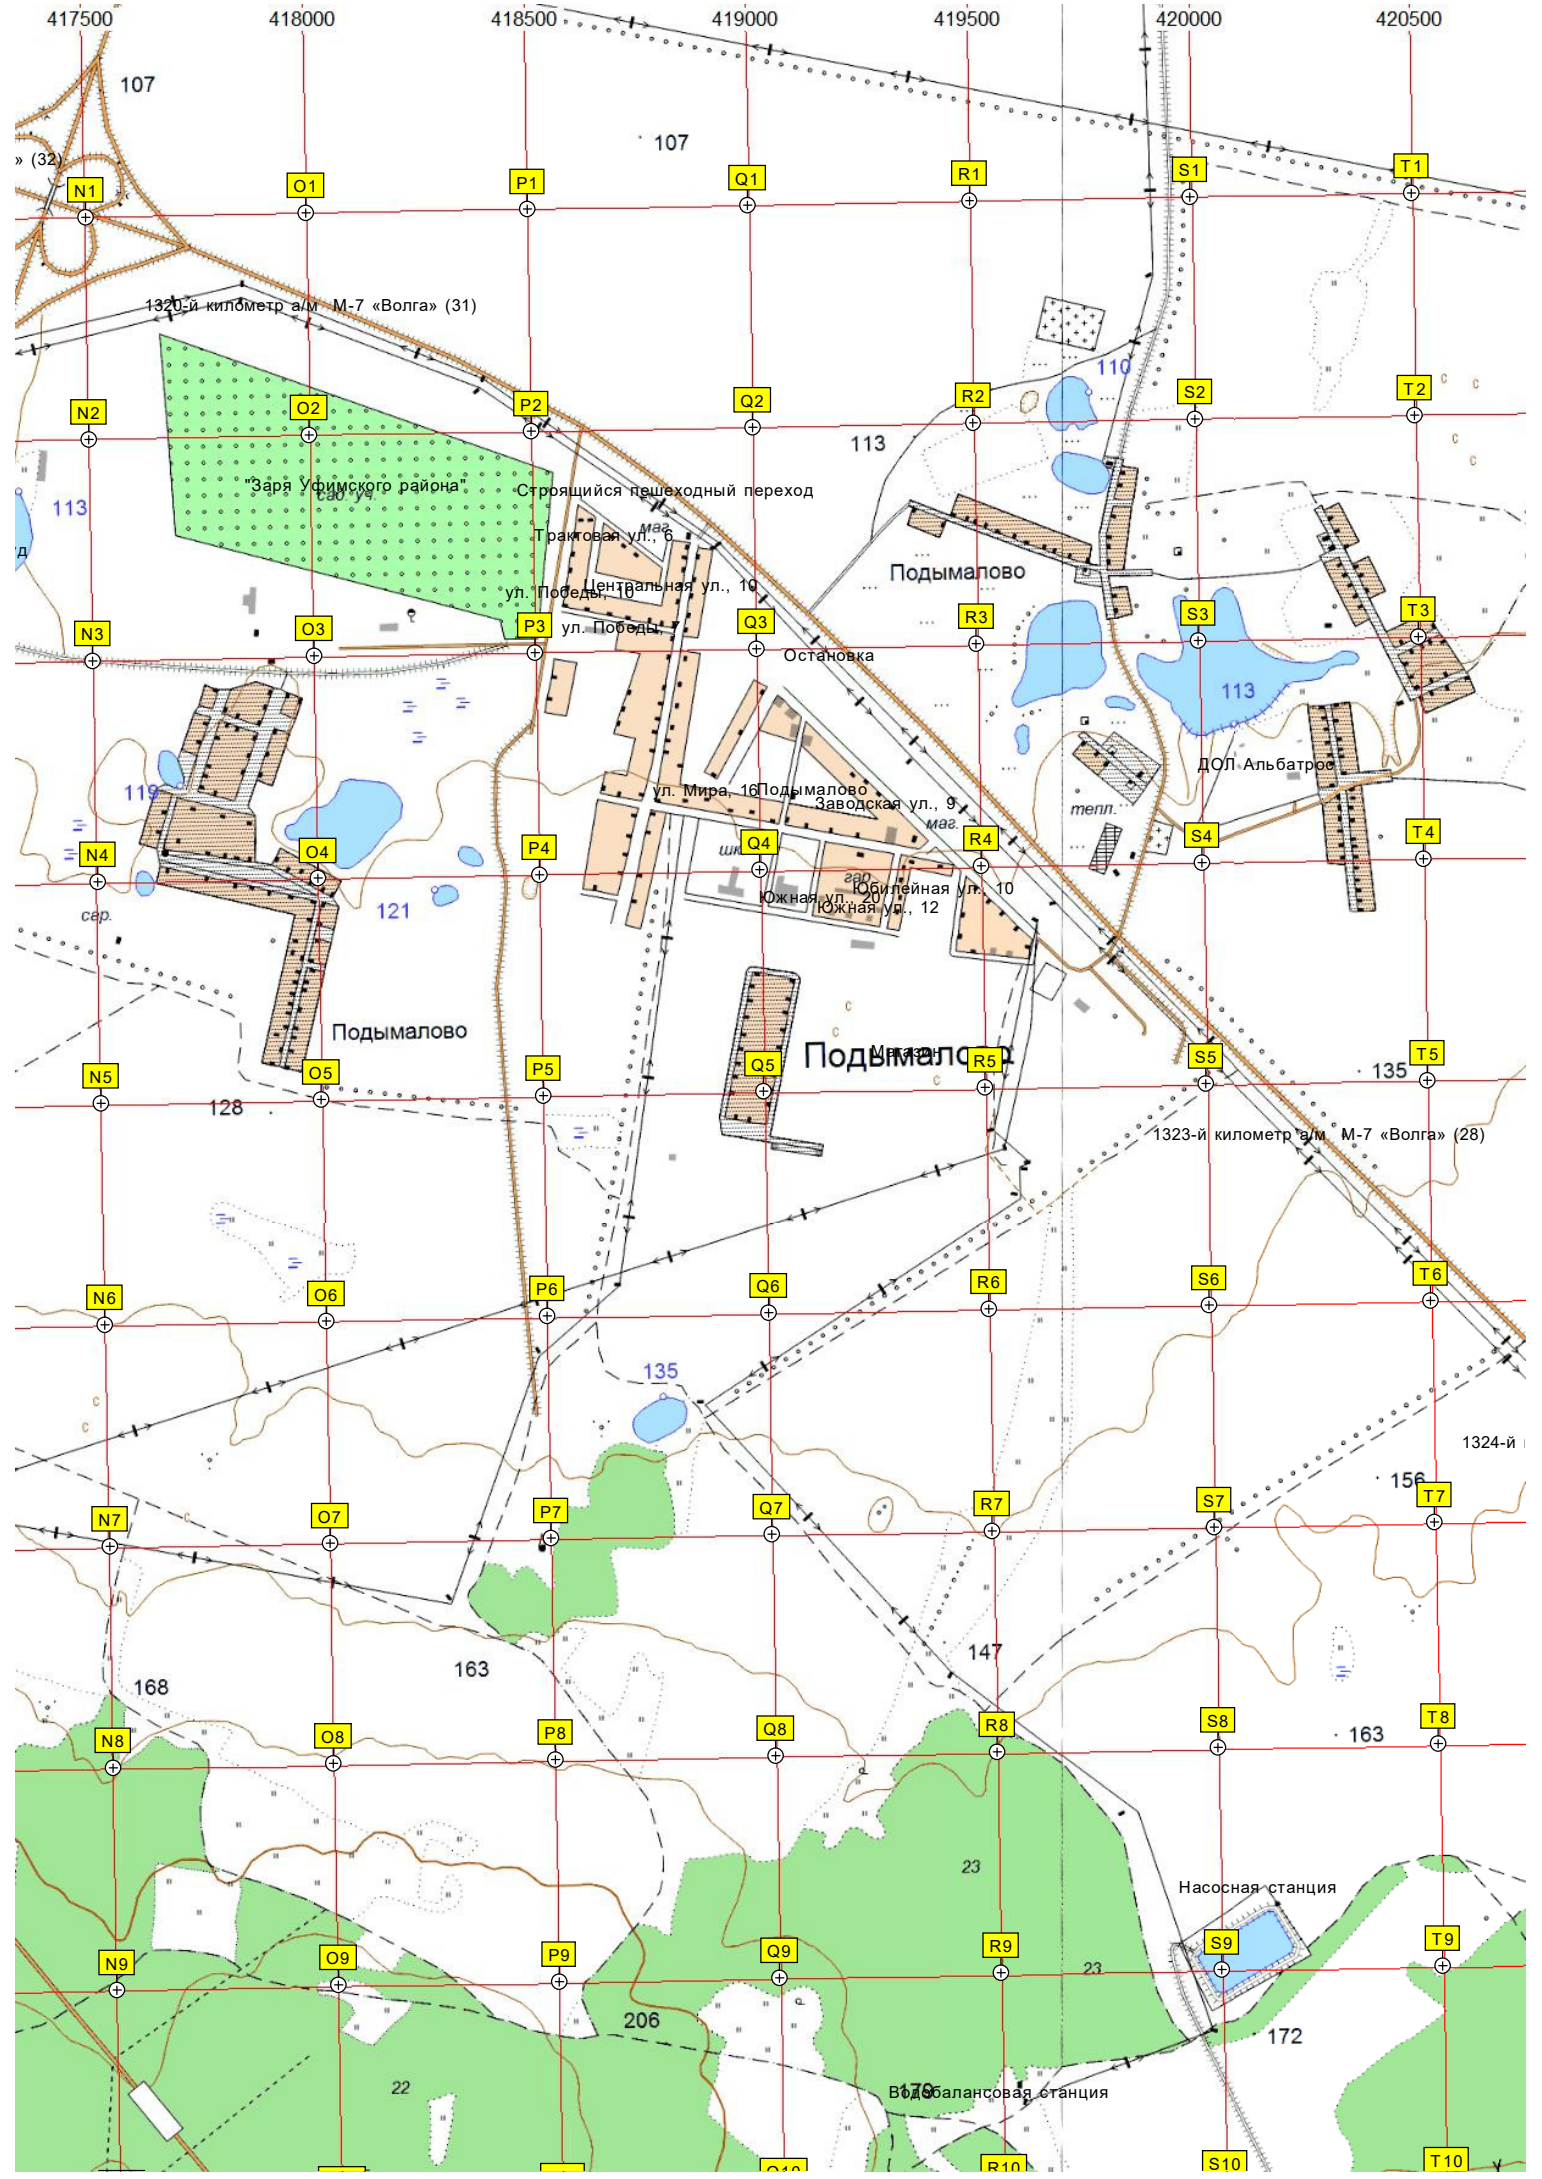 417500 418000 418500 419000 419500 420000 420500
107
107
» (32)
N1 O1 P1 Q1 R1 S1 T1
1320-й километр а/м М-7 «Волга» (31)
110
N2 O2 P2 Q2 R2 S2 T2
113
"Заря Уфимского района"
сад. уч.
Строящийся пешеходный переход
113
маг.
Трактовая ул., 6
д
Подымалово
Центральная ул., 10
ул. Победы, 10
ул. Победы, 7
N3 O3 P3 Q3 R3 S3 T3
Остановка
113
ДОЛ Альбатрос
119
ул. Мира, 16
Подымалово
Заводская ул., 9
тепл.
маг.
N4 O4 P4 Q4 R4 S4 T4
шк.
гар.
Юбилейная ул., 10
Южная ул., 20
Южная ул., 12
121
сар.
Подымалово
Подымалово
Магазин
N5 O5 P5 Q5 R5 S5 T5
135
128
1323-й километр а/м М-7 «Волга» (28)
N6 O6 P6 Q6 R6 S6 T6
135
1324-й
156
N7 O7 P7 Q7 R7 S7 T7
163
147
168
N8 O8 P8 Q8 R8 S8 T8
163
23
Насосная станция
N9 O9 P9 Q9 R9 S9 T9
23
206
172
22
179
Водобалансовая станция
Q10 R10 S10 T10